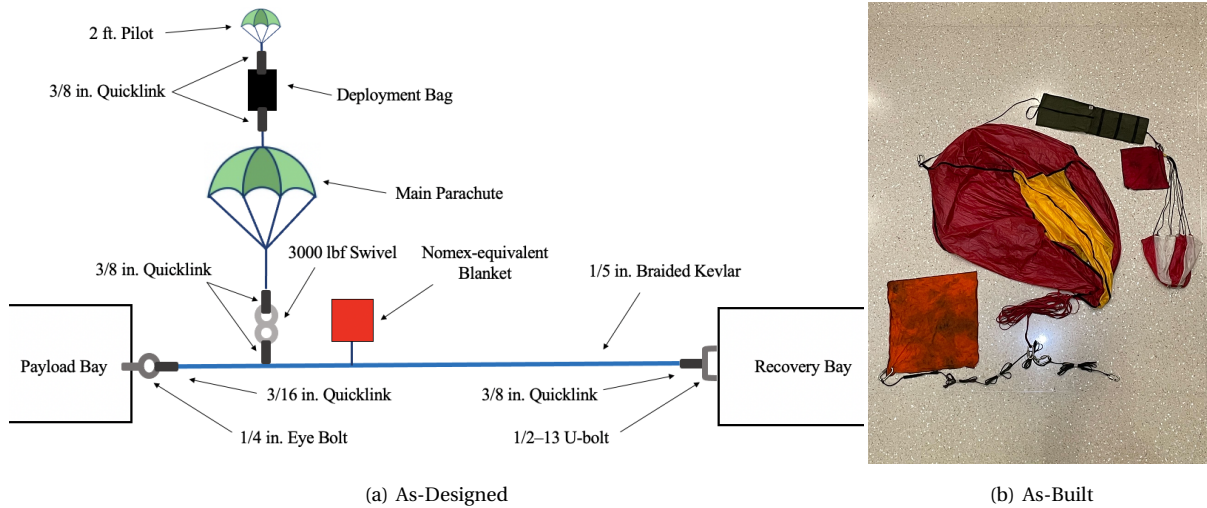 2 ft. Pilot
3/8 in. Quicklink
Deployment Bag
Main Parachute
3000 lbf Swivel
Nomex-equivalent
Blanket
3/8 in. Quicklink
1/5 in. Braided Kevlar
Payload Bay
Recovery Bay
3/16 in. Quicklink
3/8 in. Quicklink
1/4 in. Eye Bolt
1/2–13 U-bolt
(a) As-Designed
(b) As-Built